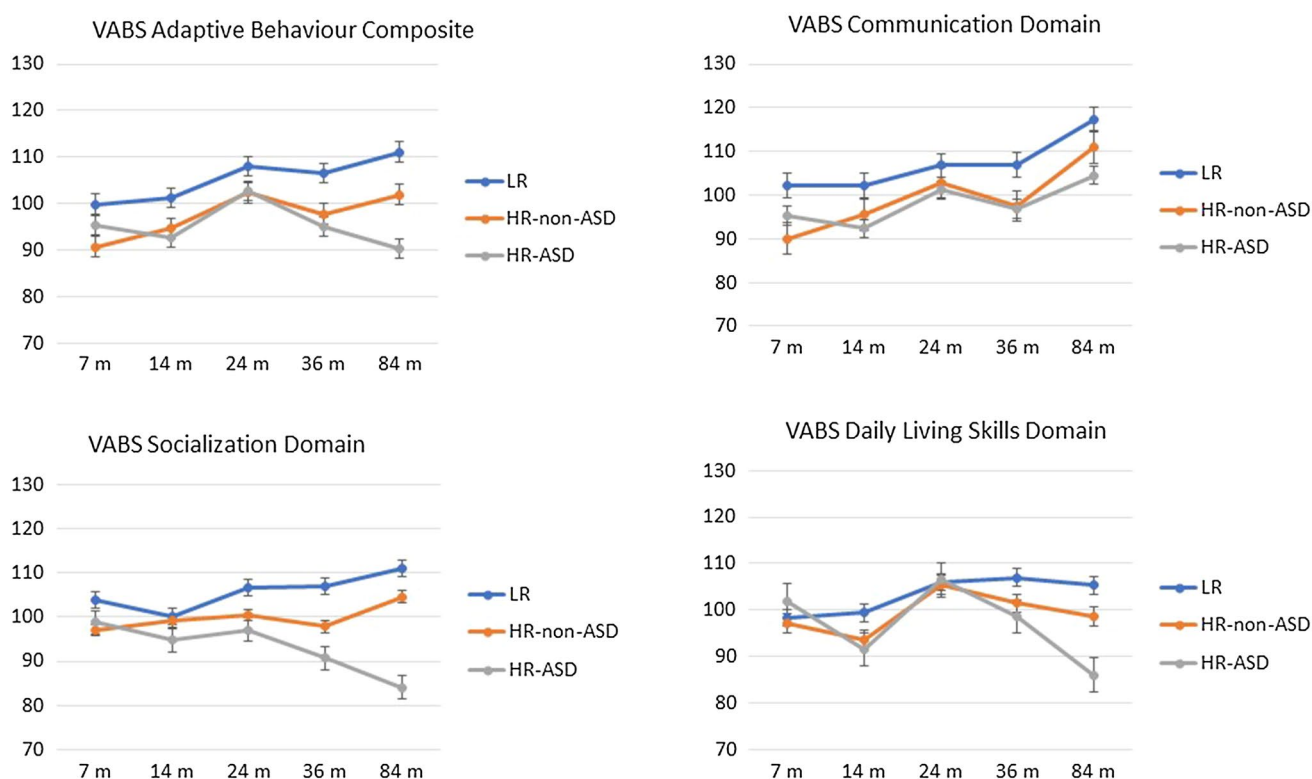 VABS Adaptive Behaviour Composite
130
120
110
100
90
80
70
7 m 14 m 24 m 36 m 84 m
LR
HR-non-ASD
HR-ASD
VABS Communication Domain
130
120
110
100
90
80
70
7 m 14 m 24 m 36 m 84 m
LR
HR-non-ASD
HR-ASD
VABS Socialization Domain
130
120
110
100
90
80
70
7 m 14 m 24 m 36 m 84 m
LR
HR-non-ASD
HR-ASD
VABS Daily Living Skills Domain
130
120
110
100
90
80
70
7 m 14 m 24 m 36 m 84 m
LR
HR-non-ASD
HR-ASD